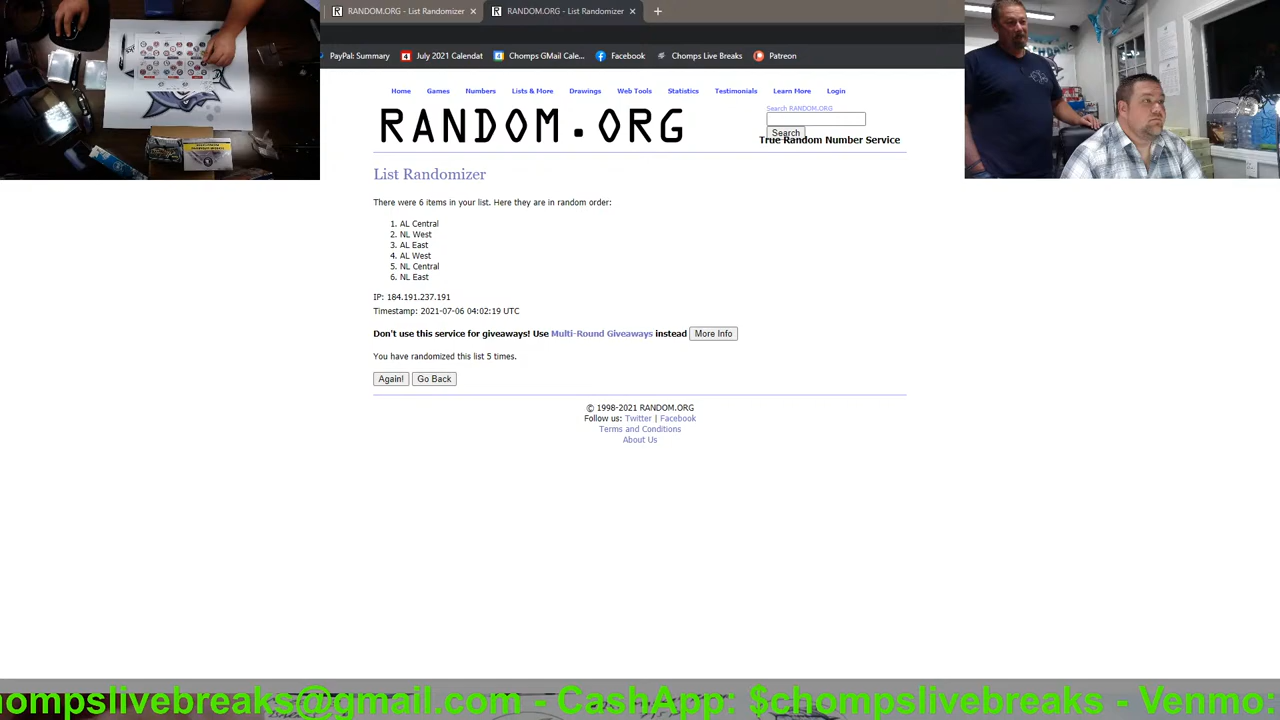 RANDOM.ORG - List Randomizer × RANDOM.ORG - List Randomizer × +
PayPal: Summary July 2021 Calendat Chomps GMail Cale... Facebook Chomps Live Breaks Patreon
Home Games Numbers Lists & More Drawings Web Tools Statistics Testimonials Learn More Login
RANDOM.ORG
Search RANDOM.ORG
Search
True Random Number Service
List Randomizer
There were 6 items in your list. Here they are in random order:
1. AL Central
2. NL West
3. AL East
4. AL West
5. NL Central
6. NL East
IP: 184.191.237.191
Timestamp: 2021-07-06 04:02:19 UTC
Don't use this service for giveaways! Use Multi-Round Giveaways instead More Info
You have randomized this list 5 times.
Again! Go Back
© 1998-2021 RANDOM.ORG
Follow us: Twitter | Facebook
Terms and Conditions
About Us
hompslivebreaks@gmail.com - CashApp: $chompslivebreaks - Venmo: